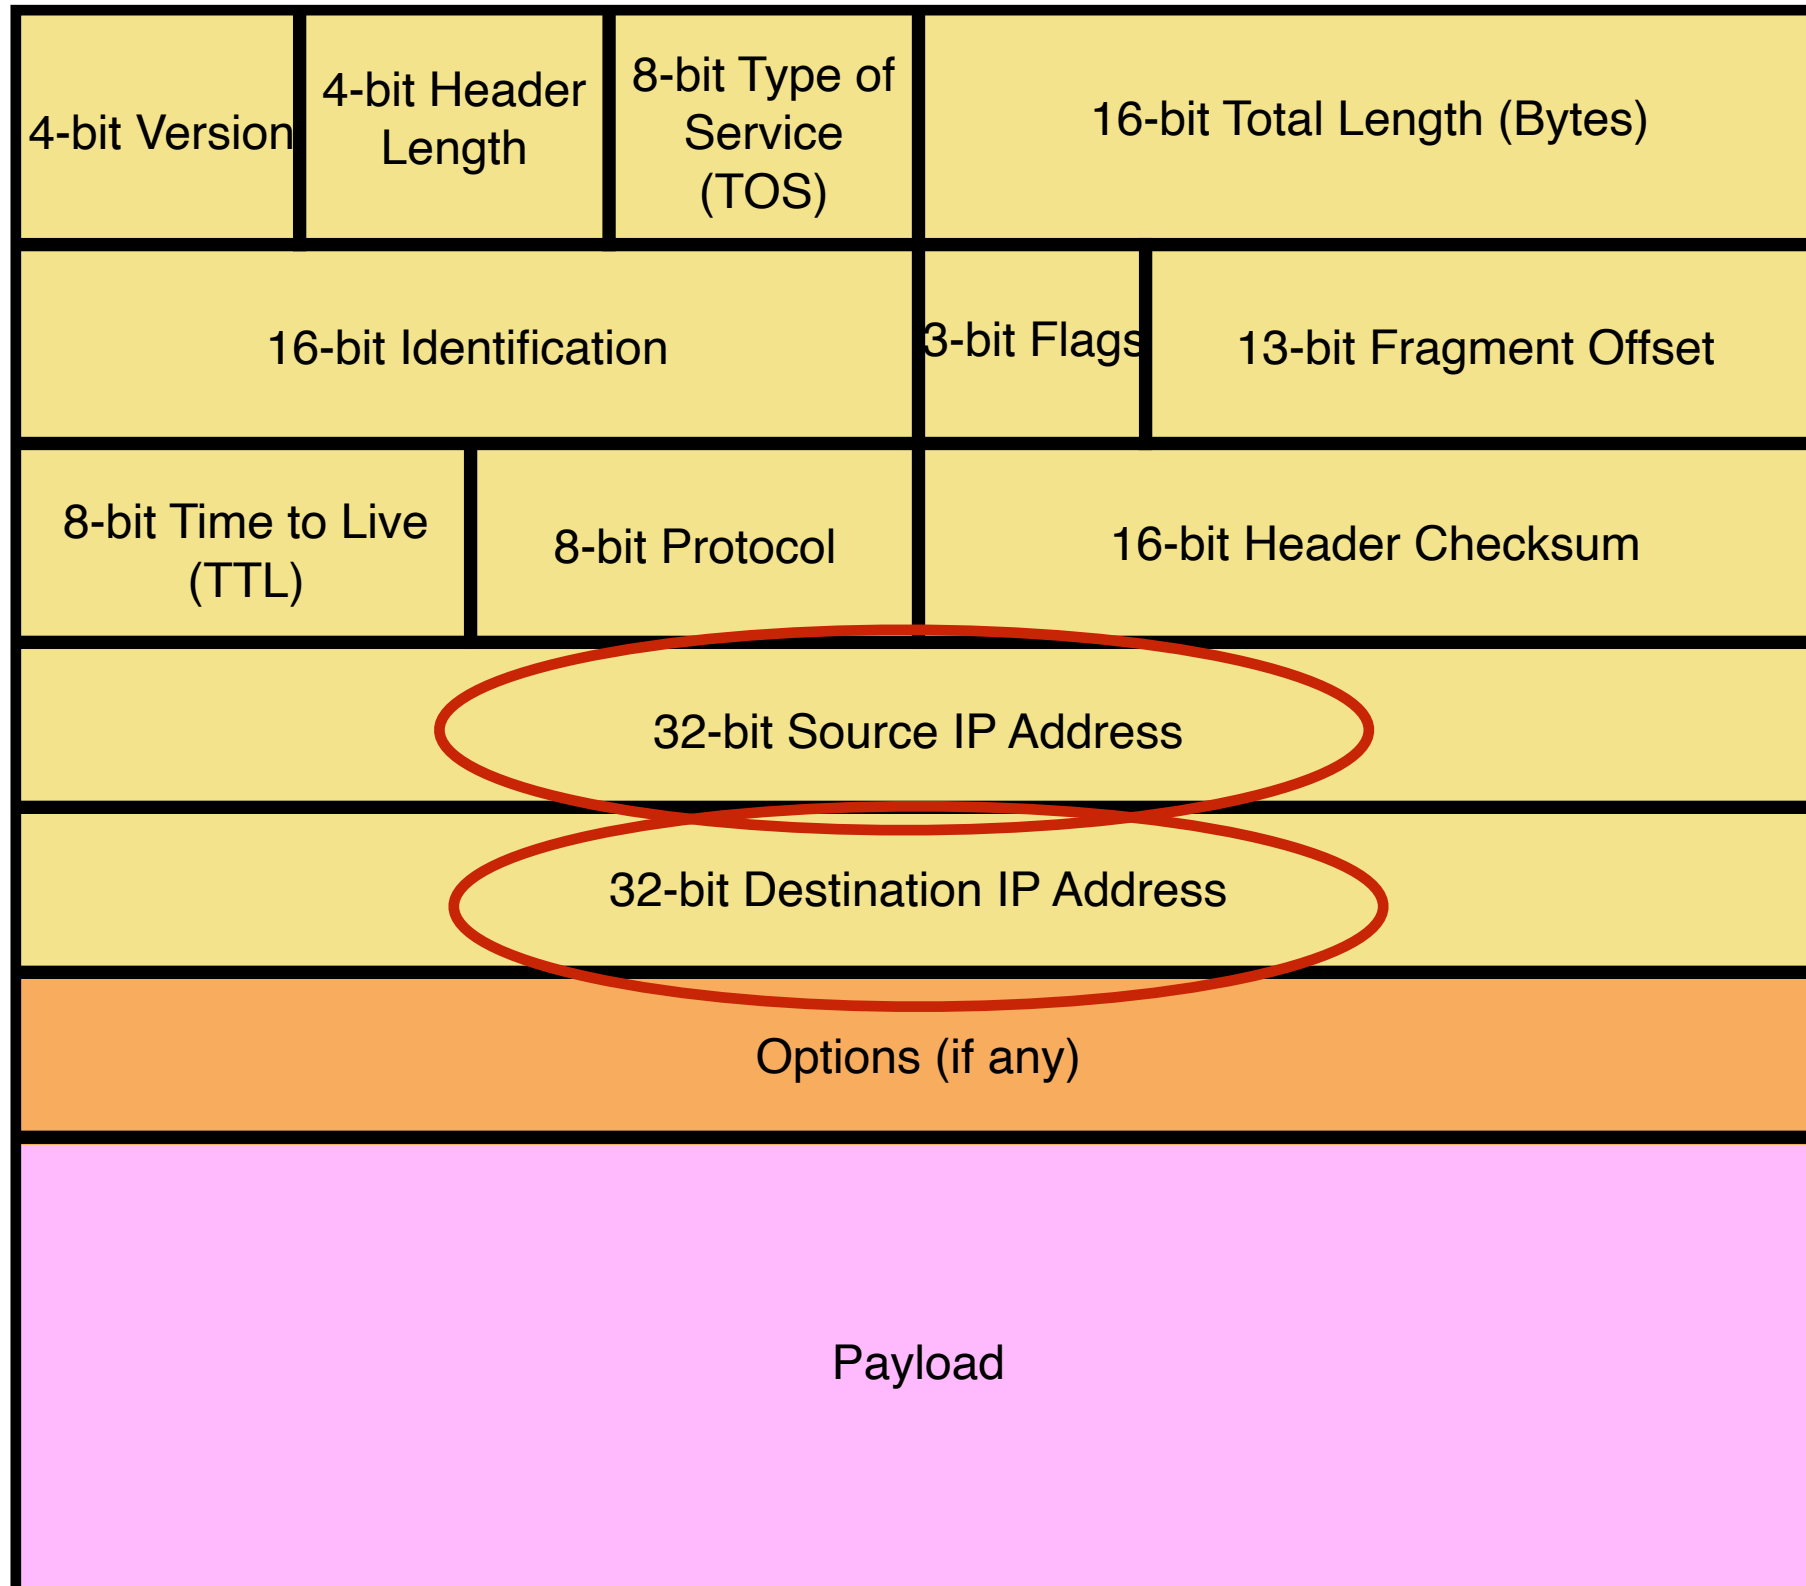 4-bit Version
4-bit Header
Length
8-bit Type of
Service
(TOS)
16-bit Total Length (Bytes)
16-bit Identification
3-bit Flags
13-bit Fragment Offset
8-bit Time to Live
(TTL)
8-bit Protocol
16-bit Header Checksum
32-bit Source IP Address
32-bit Destination IP Address
Options (if any)
Payload